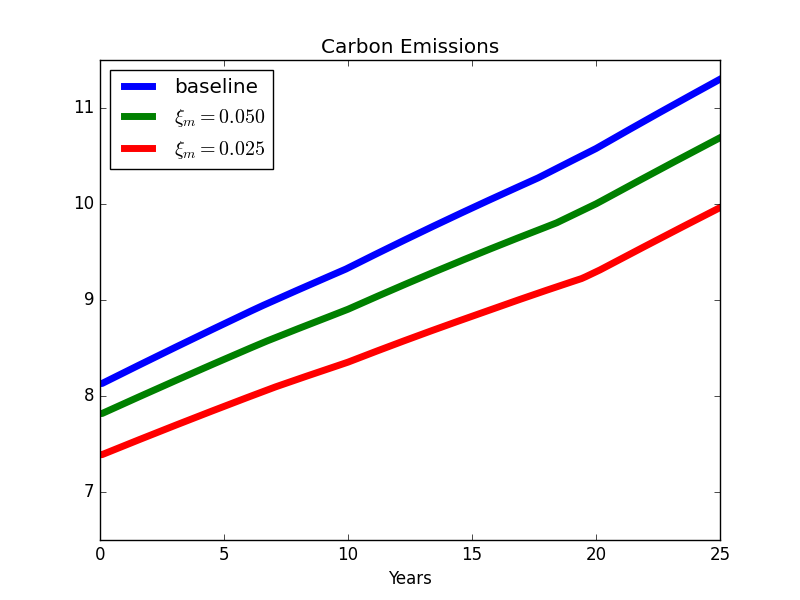 Carbon Emissions
baseline
ξₘ = 0.050
ξₘ = 0.025
11
10
9
8
7
0 5 10 15 20 25
Years